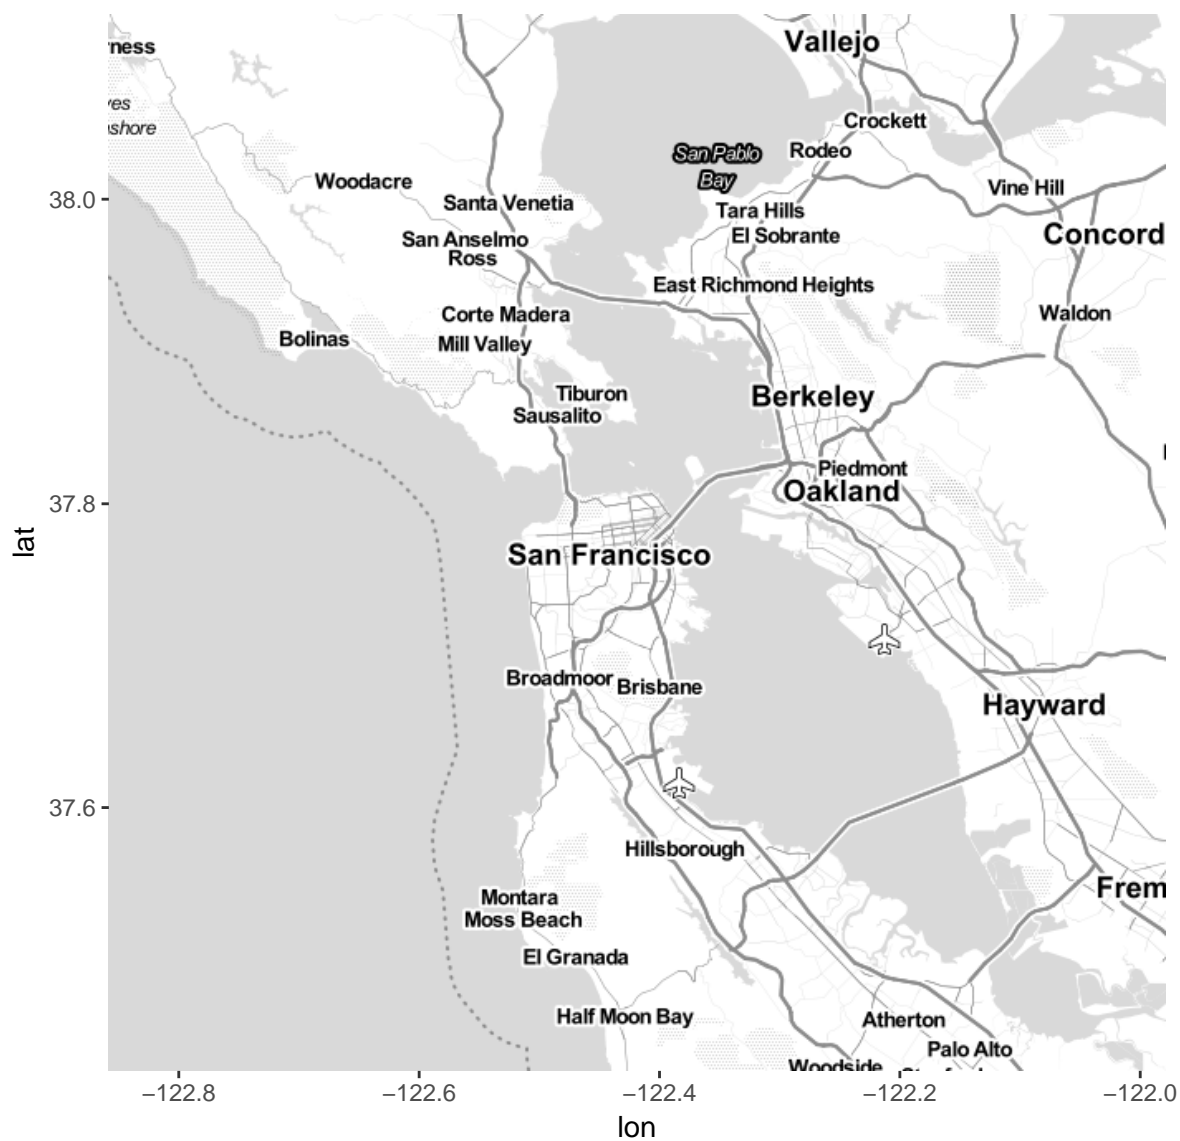 rness
Vallejo
yes
ashore
Crockett
Rodeo
San Pablo
Bay
Woodacre
Vine Hill
Santa Venetia
38.0
Tara Hills
El Sobrante
Concord
San Anselmo
Ross
East Richmond Heights
Corte Madera
Waldon
Bolinas
Mill Valley
Tiburon
Berkeley
Sausalito
Piedmont
Oakland
37.8
lat
San Francisco
Broadmoor
Brisbane
Hayward
37.6
Hillsborough
Frem
Montara
Moss Beach
El Granada
Half Moon Bay
Atherton
Palo Alto
Woodside
−122.8
−122.6
−122.4
−122.2
−122.0
lon